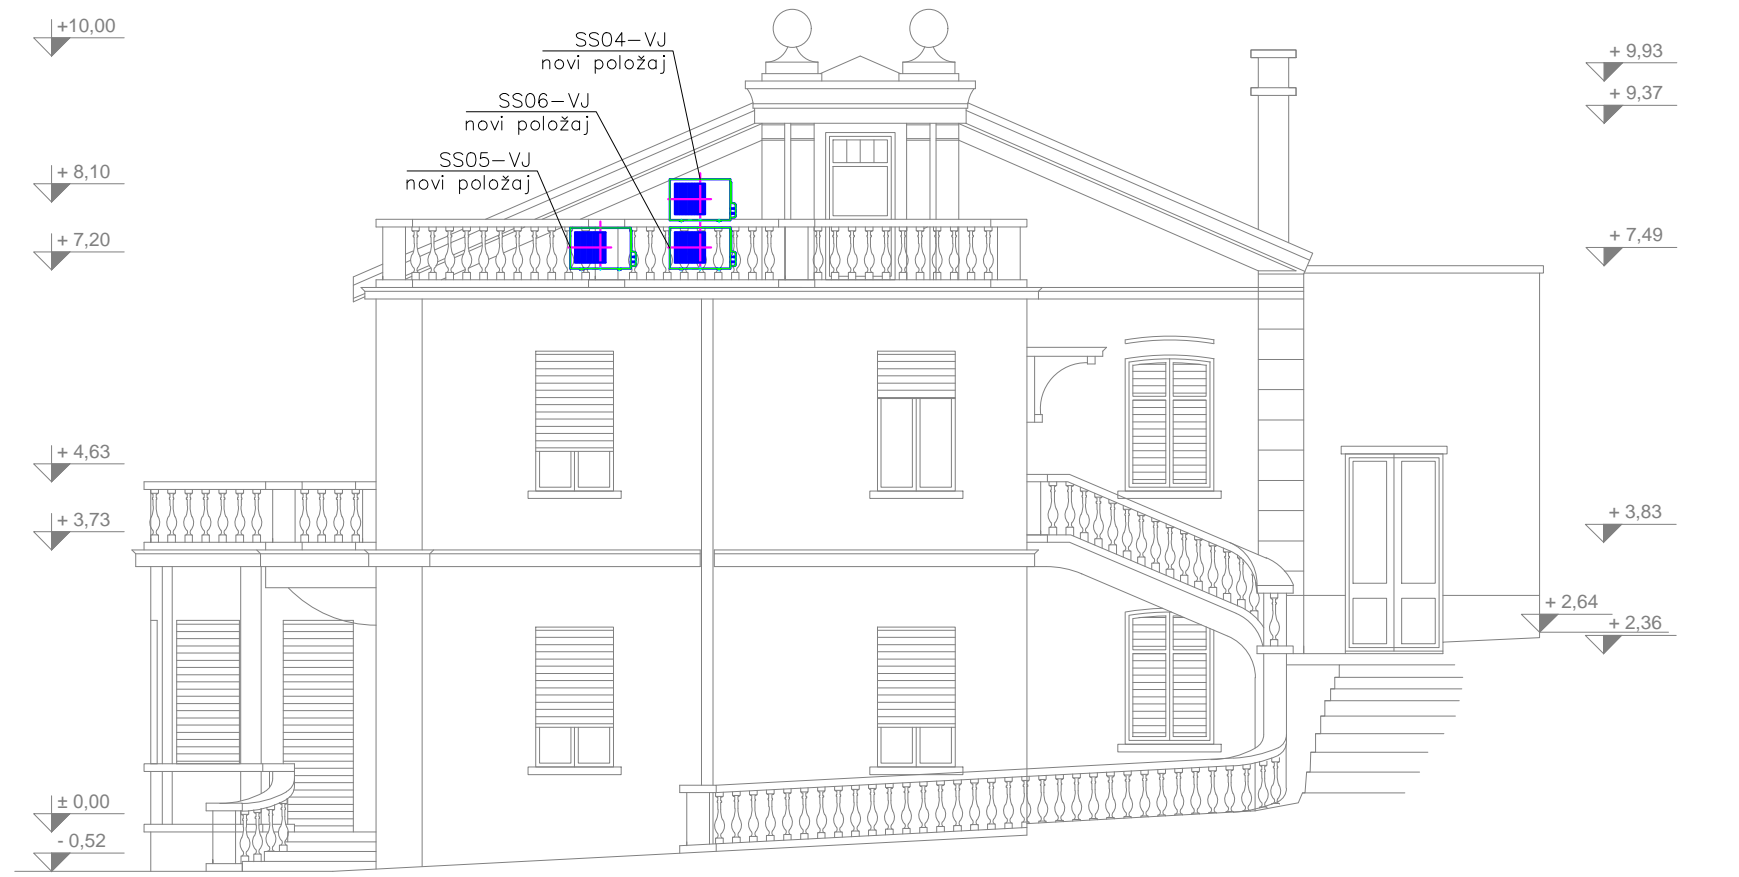 +10,00
SS04-VJ
novi položaj
+ 9,93
+ 9,37
SS06-VJ
novi položaj
SS05-VJ
novi položaj
+ 8,10
+ 7,20
+ 7,49
+ 4,63
+ 3,73
+ 3,83
+ 2,64
+ 2,36
± 0,00
- 0,52